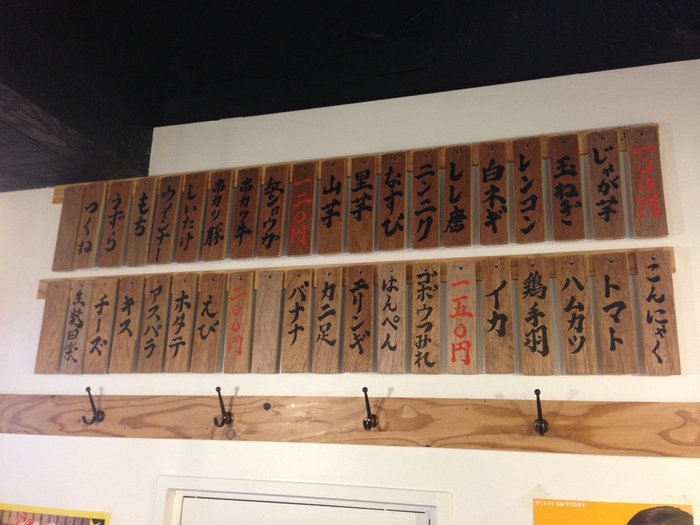 一〇〇円
じゃが芋
玉ねぎ
レンコン
白ネギ
しし唐
ニンニク
なすび
里芋
山芋
一二〇円
紅ショウガ
串カツ牛
串カツ豚
しいたけ
ウインナー
もち
うずら
つくね
こんにゃく
トマト
ハムカツ
鶏手羽
イカ
一五〇円
ゴボウつみれ
はんぺん
エリンギ
カニ足
バナナ
二〇〇円
えび
ホタテ
アスパラ
キス
チーズ
SUNTORY